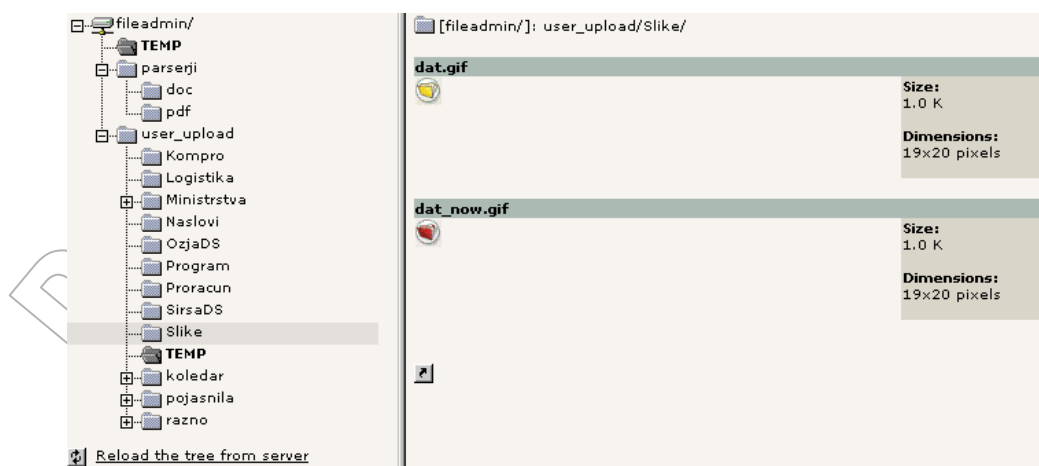 fileadmin/
TEMP
parserji
doc
pdf
user_upload
Kompro
Logistika
Ministrstva
Naslovi
OzjaDS
Program
Proracun
SirsaDS
Slike
TEMP
koledar
pojasnila
razno
Reload the tree from server
[fileadmin/]: user_upload/Slike/
dat.gif
Size:
1.0 K
Dimensions:
19x20 pixels
dat_now.gif
Size:
1.0 K
Dimensions:
19x20 pixels